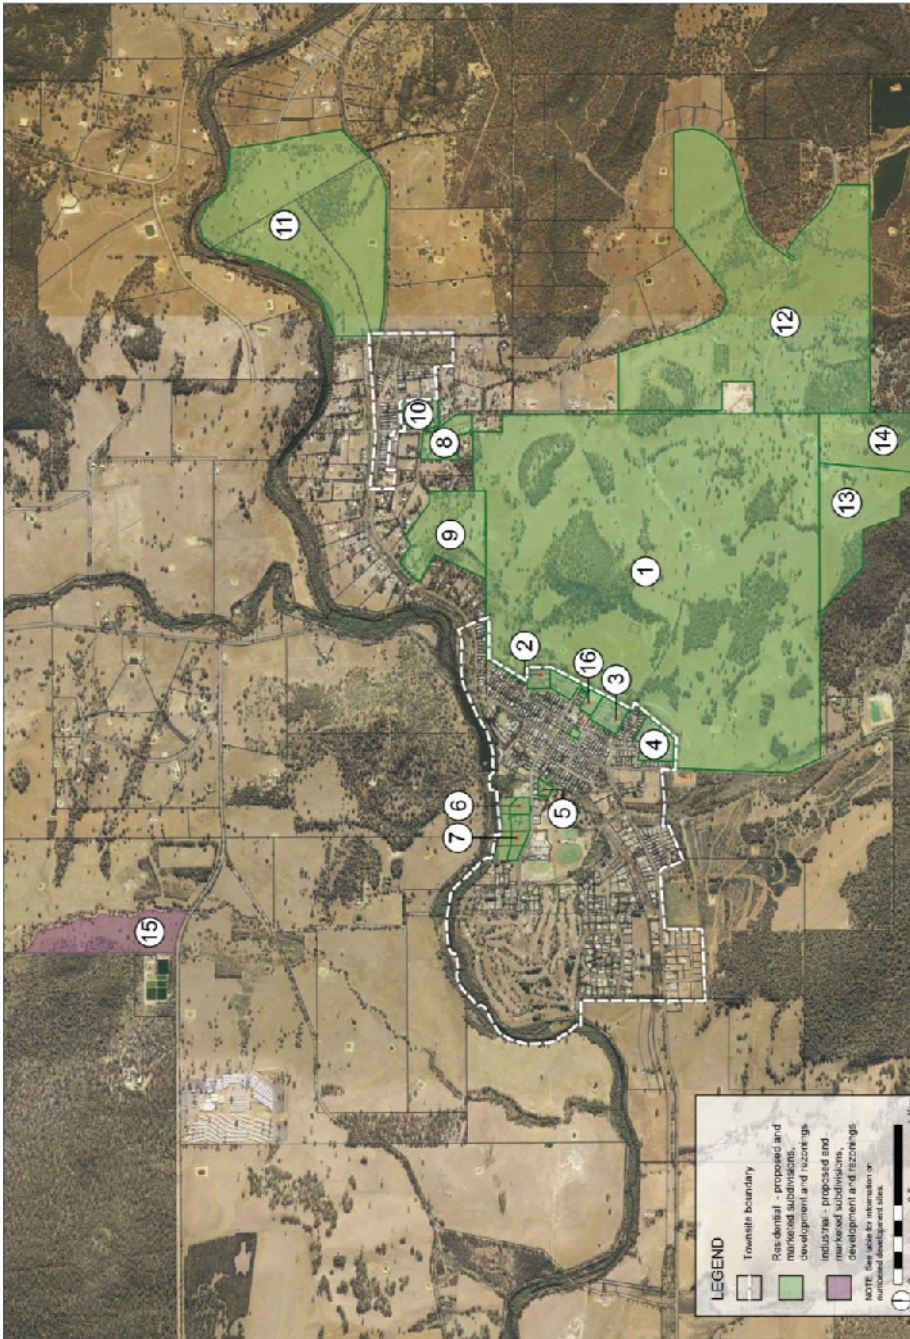 11
12
10
8
14
13
9
1
2
16
3
4
6
7
5
15
LEGEND
Townsite boundary
Residential - proposed and
marketed subdivisions,
development and rezonings
Industrial - proposed and
marketed subdivisions,
development and rezonings
NOTE: See table for information on
numbered development sites.